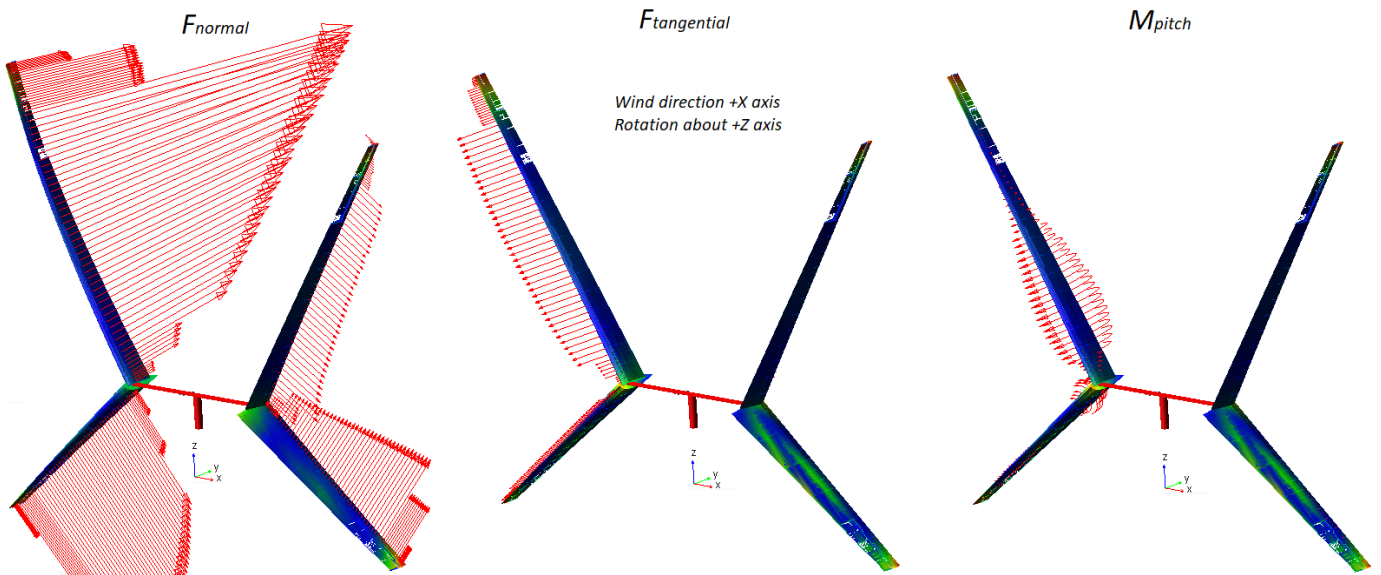 Fnormal
Ftangential
Mpitch
Wind direction +X axis
Rotation about +Z axis
z
y
x
z
y
x
z
y
x